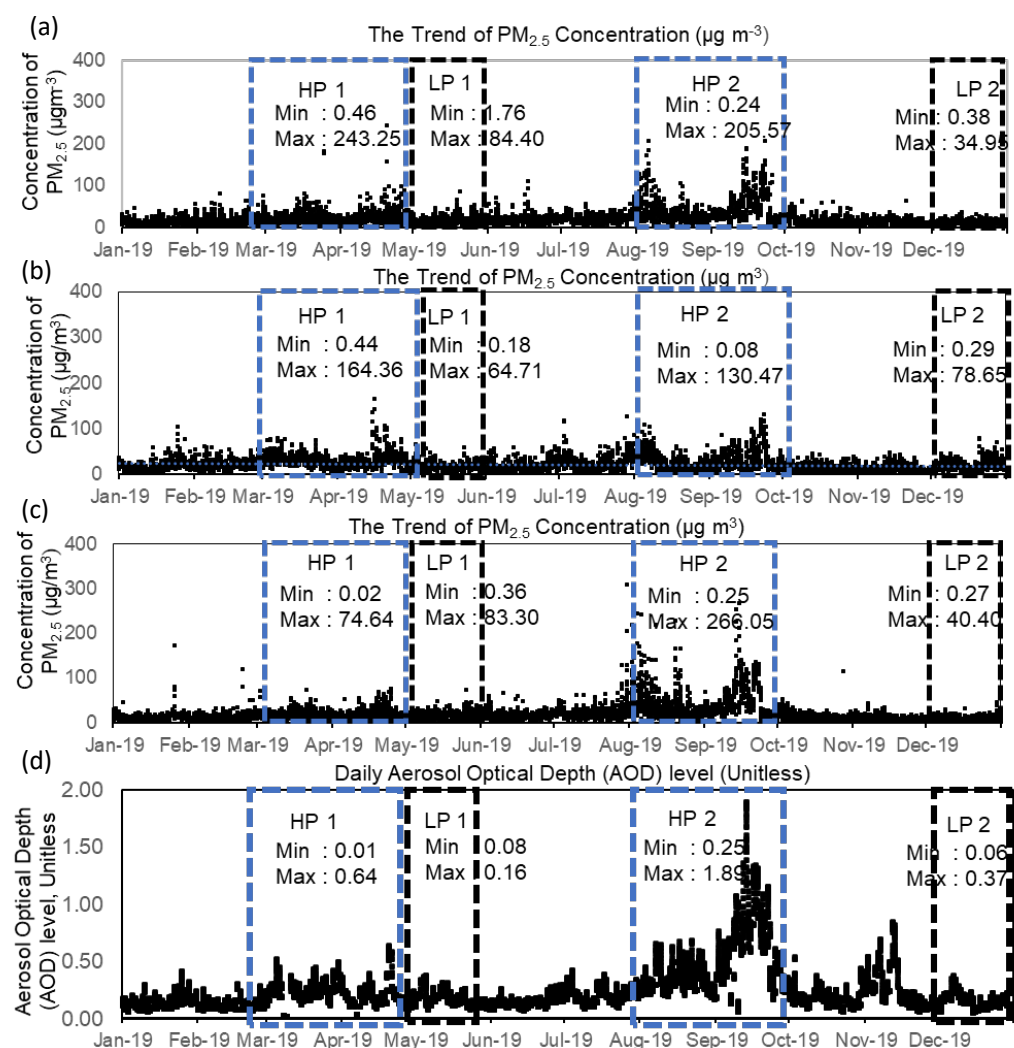 (a)
The Trend of PM2.5 Concentration (µg m-3)
Concentration of
PM2.5 (µgm-3)
400
300
200
100
0
HP 1
Min : 0.46
Max : 243.25
LP 1
Min : 1.76
Max : 84.40
HP 2
Min : 0.24
Max : 205.57
LP 2
Min : 0.38
Max : 34.95
Jan-19 Feb-19 Mar-19 Apr-19 May-19 Jun-19 Jul-19 Aug-19 Sep-19 Oct-19 Nov-19 Dec-19
(b)
The Trend of PM2.5 Concentration (µg m-3)
Concentration of
PM2.5 (µg/m3)
400
300
200
100
0
HP 1
Min : 0.44
Max : 164.36
LP 1
Min : 0.18
Max : 64.71
HP 2
Min : 0.08
Max : 130.47
LP 2
Min : 0.29
Max : 78.65
Jan-19 Feb-19 Mar-19 Apr-19 May-19 Jun-19 Jul-19 Aug-19 Sep-19 Oct-19 Nov-19 Dec-19
(c)
The Trend of PM2.5 Concentration (µg m3)
Concentration of
PM2.5 (µg/m3)
400
300
200
100
0
HP 1
Min : 0.02
Max : 74.64
LP 1
Min : 0.36
Max : 83.30
HP 2
Min : 0.25
Max : 266.05
LP 2
Min : 0.27
Max : 40.40
Jan-19 Feb-19 Mar-19 Apr-19 May-19 Jun-19 Jul-19 Aug-19 Sep-19 Oct-19 Nov-19 Dec-19
(d)
Daily Aerosol Optical Depth (AOD) level (Unitless)
Aerosol Optical Depth
(AOD) level, Unitless
2.00
1.50
1.00
0.50
0.00
HP 1
Min : 0.01
Max : 0.64
LP 1
Min : 0.08
Max : 0.16
HP 2
Min : 0.25
Max : 1.89
LP 2
Min : 0.06
Max : 0.37
Jan-19 Feb-19 Mar-19 Apr-19 May-19 Jun-19 Jul-19 Aug-19 Sep-19 Oct-19 Nov-19 Dec-19